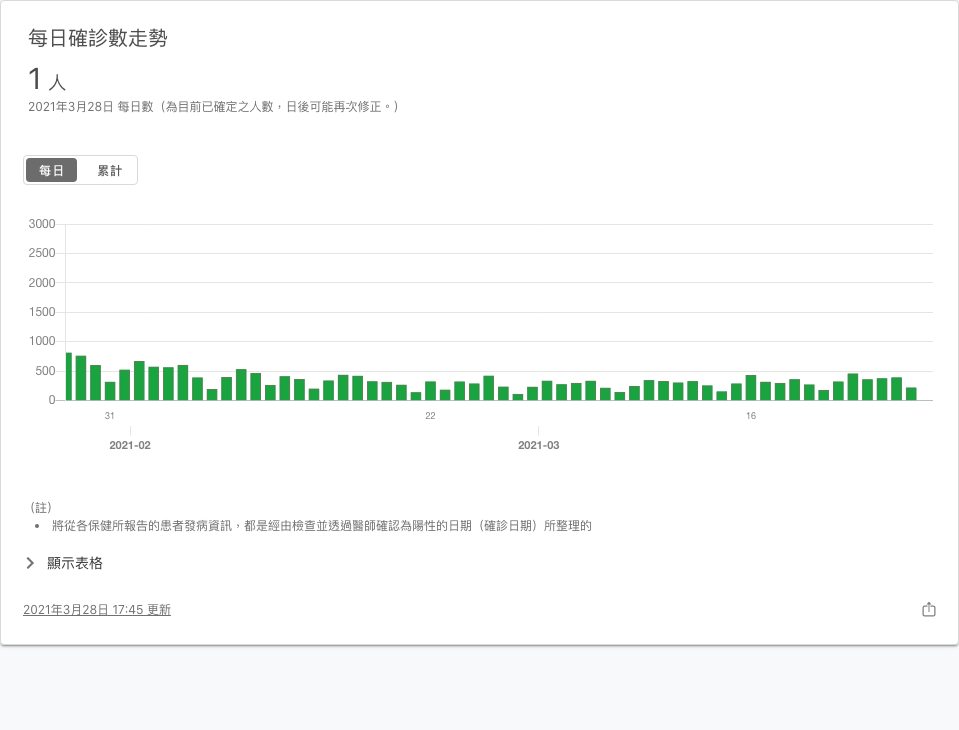 每日確診數走勢
1 人
2021年3月28日 每日數（為目前已確定之人數，日後可能再次修正。）
每日 累計
3000
2500
2000
1500
1000
500
0
31 22 16
2021-02 2021-03
（註）
• 將從各保健所報告的患者發病資訊，都是經由檢查並透過醫師確認為陽性的日期（確診日期）所整理的
顯示表格
2021年3月28日 17:45 更新